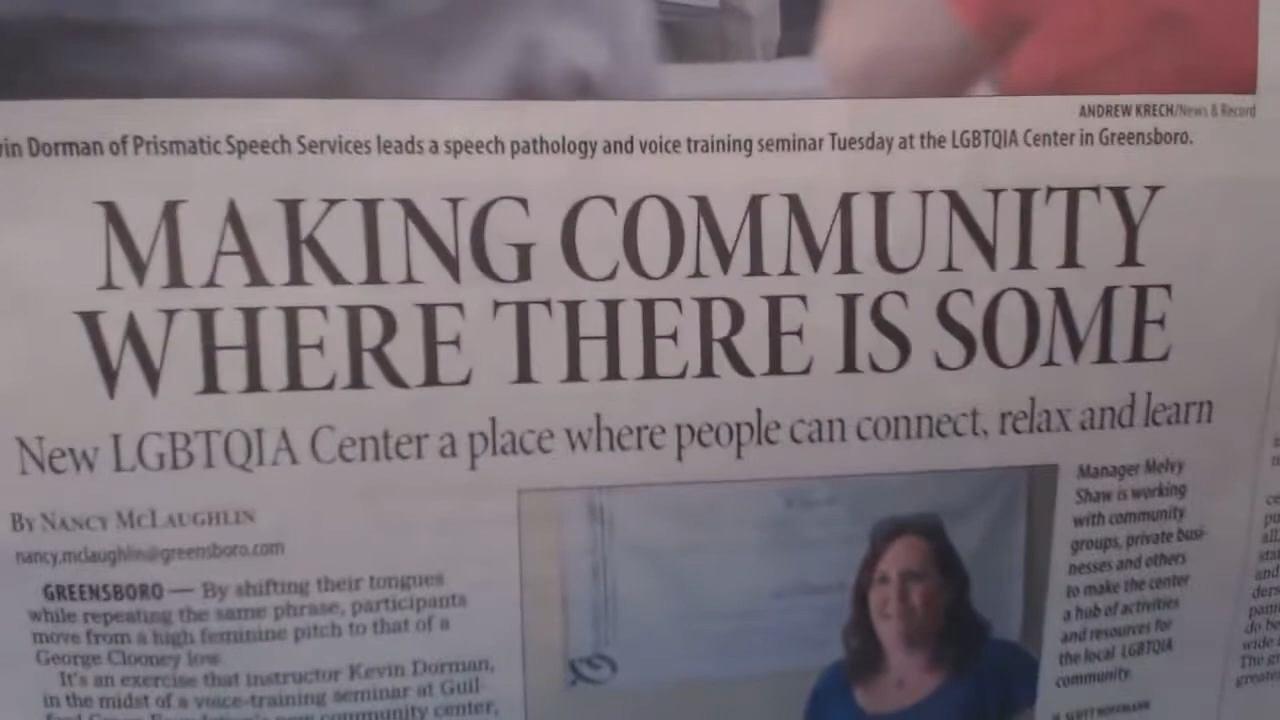 ANDREW KRECH/News & Record
in Dorman of Prismatic Speech Services leads a speech pathology and voice training seminar Tuesday at the LGBTQIA Center in Greensboro.
MAKING COMMUNITY
WHERE THERE IS SOME
New LGBTQIA Center a place where people can connect, relax and learn
BY NANCY MCLAUGHLIN
nancy.mclaughlin@greensboro.com
GREENSBORO — By shifting their tongues
while repeating the same phrase, participants
move from a high feminine pitch to that of a
George Clooney low.
It's an exercise that instructor Kevin Dorman,
in the midst of a voice-training seminar at Guil-
community center,
Manager Melvy
Shaw is working
with community
groups, private busi-
nesses and others
to make the center
a hub of activities
and resources for
the local LGBTQIA
community.